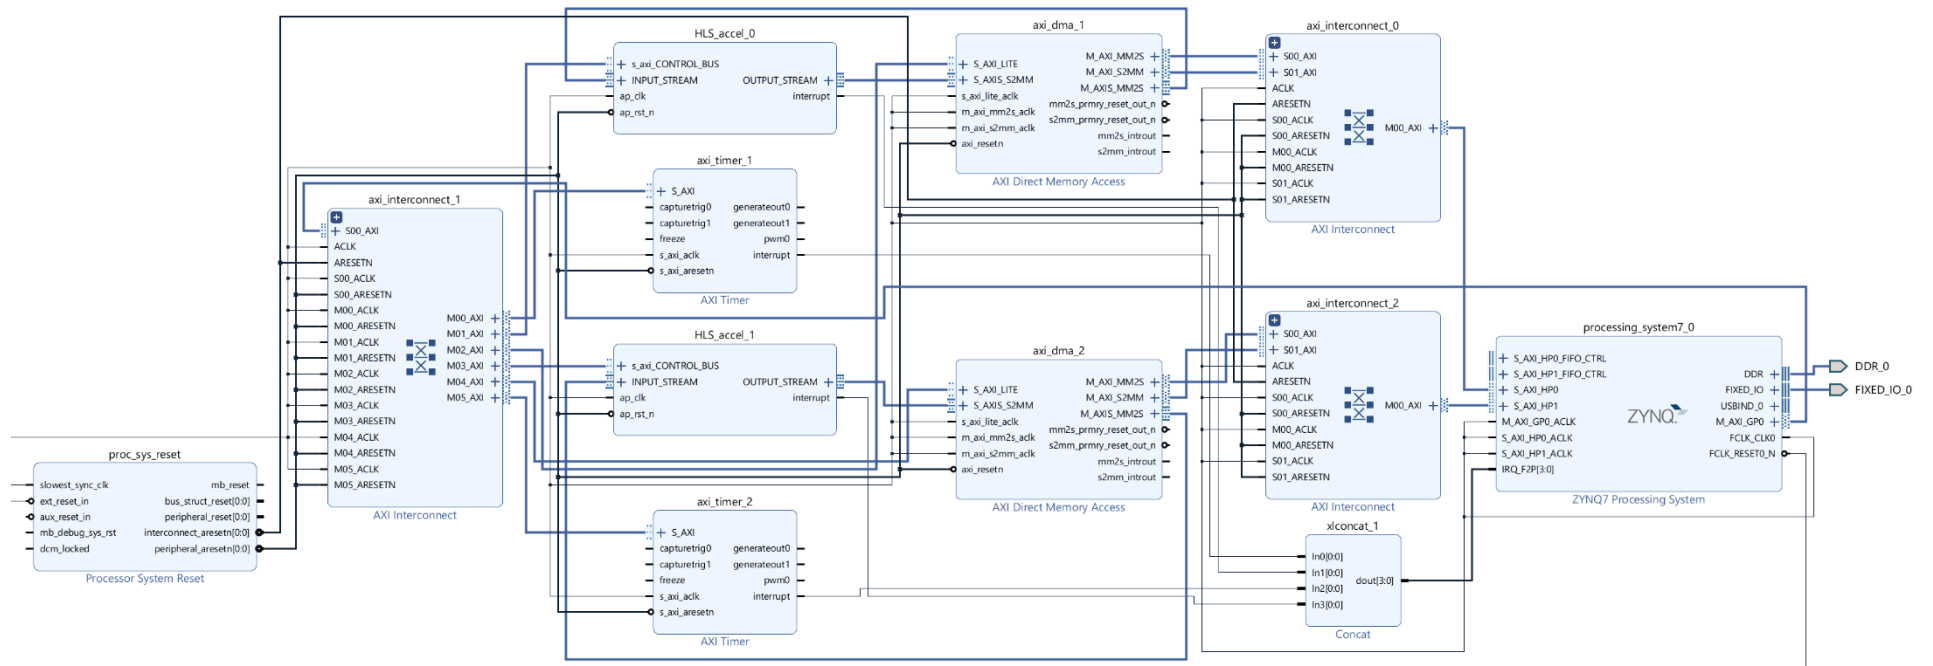 HLS_accel_0
s_axi_CONTROL_BUS
INPUT_STREAM
ap_clk
ap_rst_n
OUTPUT_STREAM
interrupt
axi_dma_1
S_AXI_LITE
S_AXIS_S2MM
s_axi_lite_aclk
m_axi_mm2s_aclk
m_axi_s2mm_aclk
axi_resetn
M_AXI_MM2S
M_AXI_S2MM
M_AXIS_MM2S
mm2s_prmry_reset_out_n
s2mm_prmry_reset_out_n
mm2s_introut
s2mm_introut
AXI Direct Memory Access
axi_interconnect_0
S00_AXI
S01_AXI
ACLK
ARESETN
S00_ACLK
S00_ARESETN
M00_ACLK
M00_ARESETN
S01_ACLK
S01_ARESETN
M00_AXI
AXI Interconnect
axi_timer_1
S_AXI
capturetrig0
capturetrig1
freeze
s_axi_aclk
s_axi_aresetn
generateout0
generateout1
pwm0
interrupt
AXI Timer
axi_interconnect_1
S00_AXI
ACLK
ARESETN
S00_ACLK
S00_ARESETN
M00_ACLK
M00_ARESETN
M01_ACLK
M01_ARESETN
M02_ACLK
M02_ARESETN
M03_ACLK
M03_ARESETN
M04_ACLK
M04_ARESETN
M05_ACLK
M05_ARESETN
M00_AXI
M01_AXI
M02_AXI
M03_AXI
M04_AXI
M05_AXI
AXI Interconnect
HLS_accel_1
s_axi_CONTROL_BUS
INPUT_STREAM
ap_clk
ap_rst_n
OUTPUT_STREAM
interrupt
axi_dma_2
S_AXI_LITE
S_AXIS_S2MM
s_axi_lite_aclk
m_axi_mm2s_aclk
m_axi_s2mm_aclk
axi_resetn
M_AXI_MM2S
M_AXI_S2MM
M_AXIS_MM2S
mm2s_prmry_reset_out_n
s2mm_prmry_reset_out_n
mm2s_introut
s2mm_introut
AXI Direct Memory Access
axi_interconnect_2
S00_AXI
S01_AXI
ACLK
ARESETN
S00_ACLK
S00_ARESETN
M00_ACLK
M00_ARESETN
S01_ACLK
S01_ARESETN
M00_AXI
AXI Interconnect
processing_system7_0
S_AXI_HP0_FIFO_CTRL
S_AXI_HP1_FIFO_CTRL
S_AXI_HP0
S_AXI_HP1
M_AXI_GP0_ACLK
S_AXI_HP0_ACLK
S_AXI_HP1_ACLK
IRQ_F2P[3:0]
ZYNQ
DDR
FIXED_IO
USBIND_0
M_AXI_GP0
FCLK_CLK0
FCLK_RESET0_N
ZYNQ7 Processing System
DDR_0
FIXED_IO_0
proc_sys_reset
slowest_sync_clk
ext_reset_in
aux_reset_in
mb_debug_sys_rst
dcm_locked
mb_reset
bus_struct_reset[0:0]
peripheral_reset[0:0]
interconnect_aresetn[0:0]
peripheral_aresetn[0:0]
Processor System Reset
axi_timer_2
S_AXI
capturetrig0
capturetrig1
freeze
s_axi_aclk
s_axi_aresetn
generateout0
generateout1
pwm0
interrupt
AXI Timer
xlconcat_1
In0[0:0]
In1[0:0]
In2[0:0]
In3[0:0]
dout[3:0]
Concat